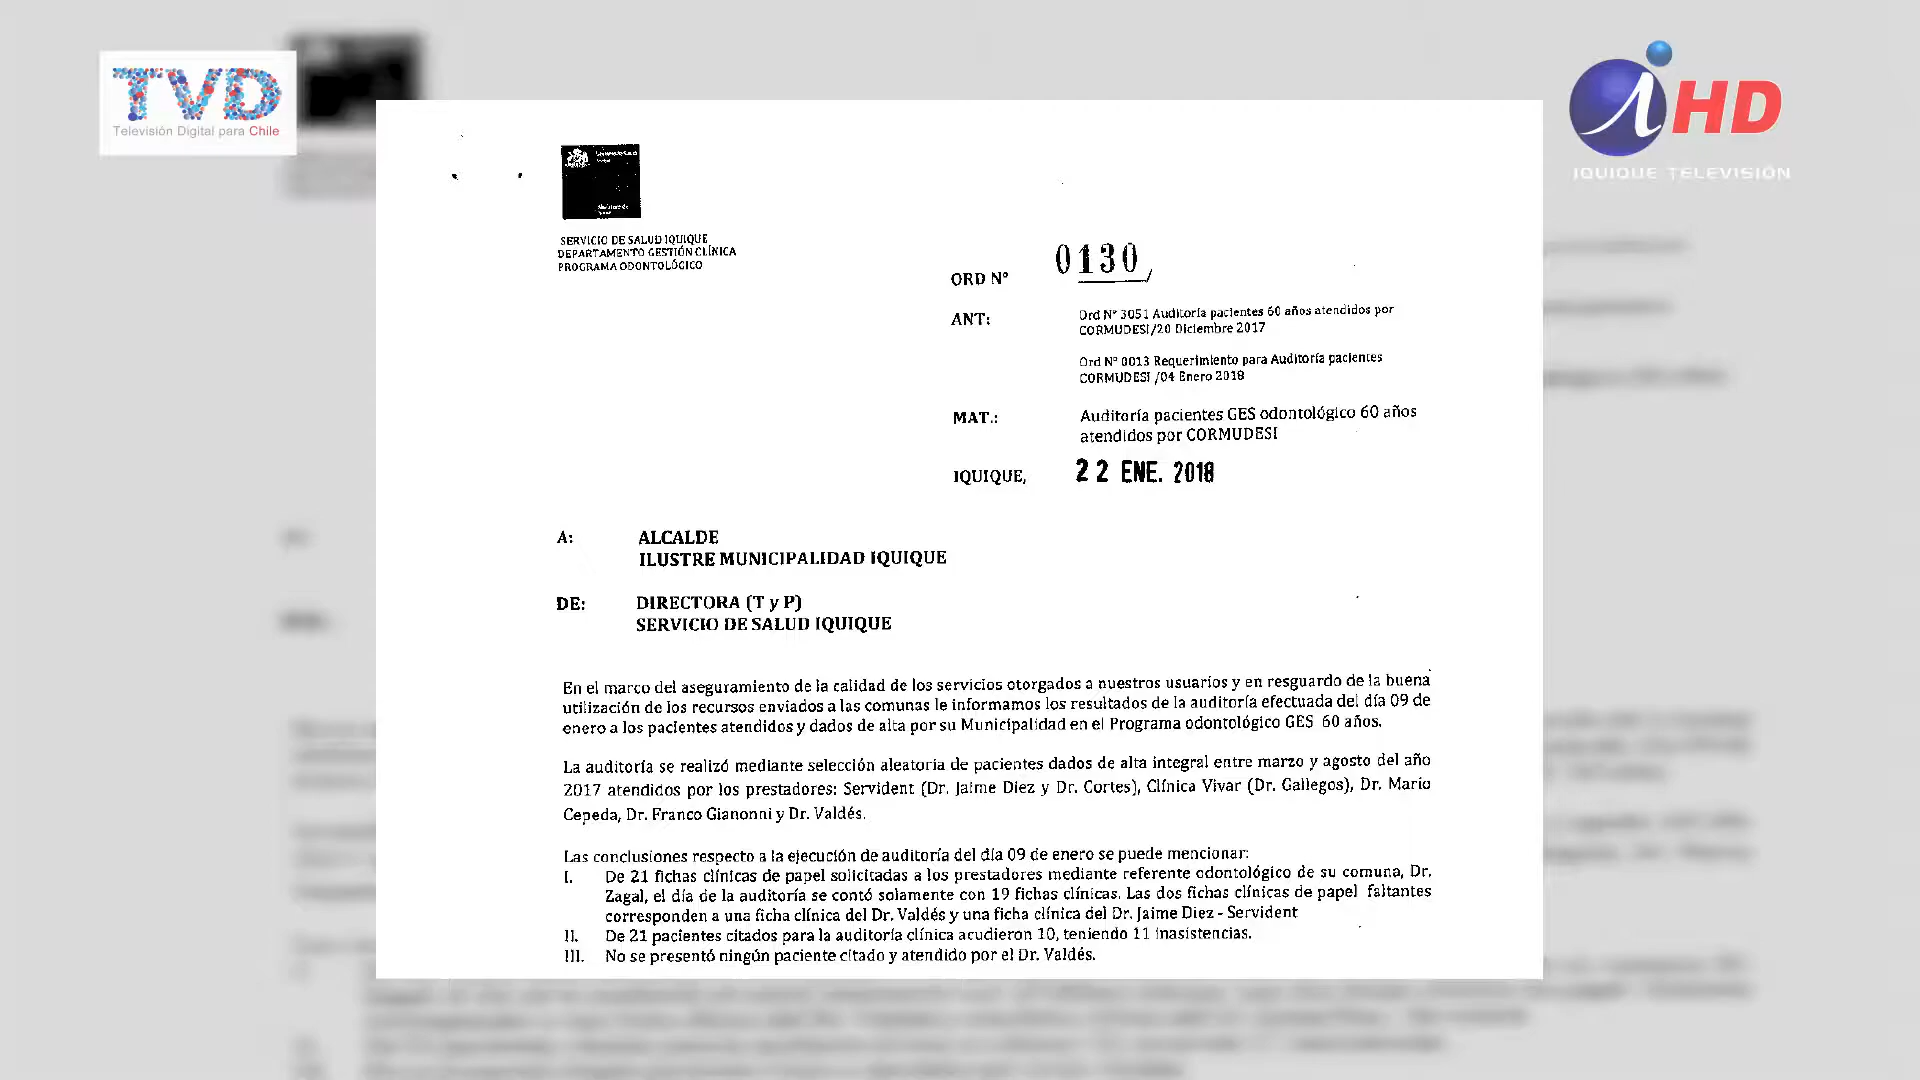 TVD
Televisión Digital para Chile
HD
IQUIQUE TELEVISIÓN
SERVICIO DE SALUD IQUIQUE
DEPARTAMENTO GESTIÓN CLÍNICA
PROGRAMA ODONTOLÓGICO
ORD N° 0130
ANT: Ord N° 3051 Auditoría pacientes 60 años atendidos por
CORMUDESI/20 Diciembre 2017
Ord N° 0013 Requerimiento para Auditoría pacientes
CORMUDESI /04 Enero 2018
MAT.: Auditoría pacientes GES odontológico 60 años
atendidos por CORMUDESI
IQUIQUE, 22 ENE. 2018
A: ALCALDE
ILUSTRE MUNICIPALIDAD IQUIQUE
DE: DIRECTORA (T y P)
SERVICIO DE SALUD IQUIQUE
En el marco del aseguramiento de la calidad de los servicios otorgados a nuestros usuarios y en resguardo de la buena
utilización de los recursos enviados a las comunas le informamos los resultados de la auditoría efectuada del día 09 de
enero a los pacientes atendidos y dados de alta por su Municipalidad en el Programa odontológico GES 60 años.
La auditoría se realizó mediante selección aleatoria de pacientes dados de alta integral entre marzo y agosto del año
2017 atendidos por los prestadores: Servident (Dr. Jaime Diez y Dr. Cortes), Clínica Vivar (Dr. Gallegos), Dr. Mario
Cepeda, Dr. Franco Gianonni y Dr. Valdés.
Las conclusiones respecto a la ejecución de auditoría del día 09 de enero se puede mencionar:
I. De 21 fichas clínicas de papel solicitadas a los prestadores mediante referente odontológico de su comuna, Dr.
Zagal, el día de la auditoría se contó solamente con 19 fichas clínicas. Las dos fichas clínicas de papel faltantes
corresponden a una ficha clínica del Dr. Valdés y una ficha clínica del Dr. Jaime Diez - Servident
II. De 21 pacientes citados para la auditoría clínica acudieron 10, teniendo 11 inasistencias.
III. No se presentó ningún paciente citado y atendido por el Dr. Valdés.